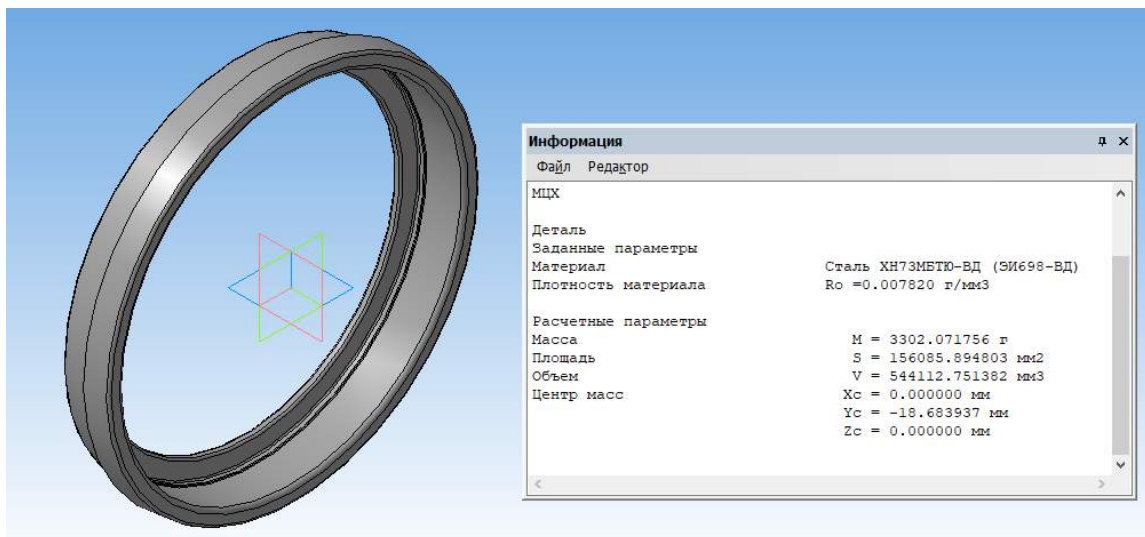 Информация
Файл Редактор
МЦХ
Деталь
Заданные параметры
Материал Сталь ХН73МБТЮ-ВД (ЭИ698-ВД)
Плотность материала Ro =0.007820 г/мм3
Расчетные параметры
Масса M = 3302.071756 г
Площадь S = 156085.894803 мм2
Объем V = 544112.751382 мм3
Центр масс Xc = 0.000000 мм
Yc = -18.683937 мм
Zc = 0.000000 мм